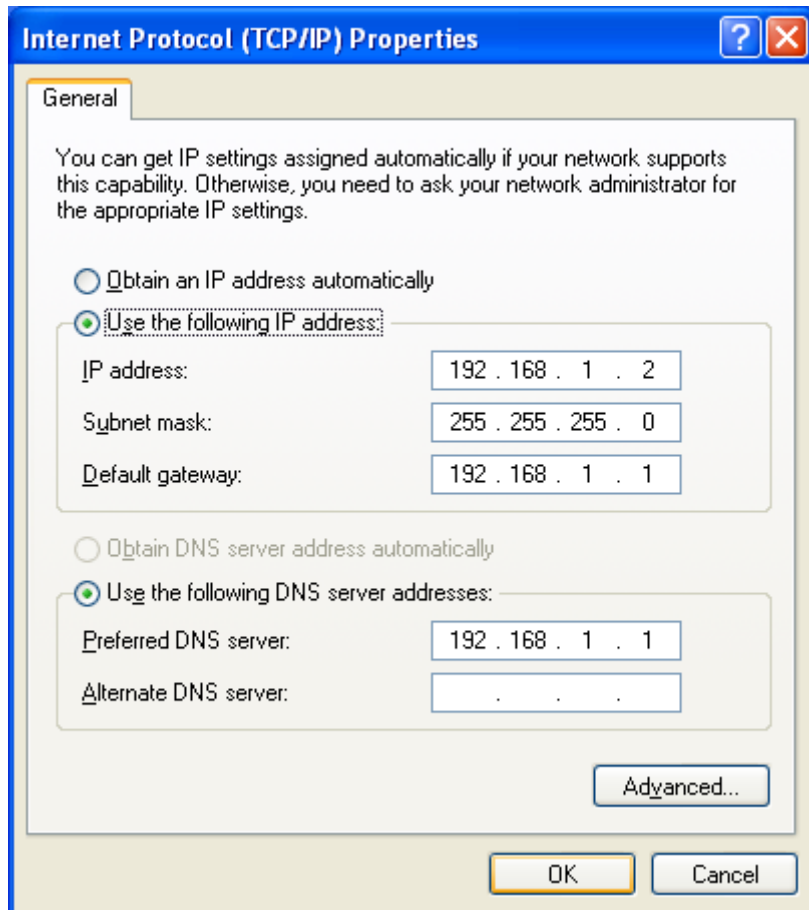 Internet Protocol (TCP/IP) Properties
General
You can get IP settings assigned automatically if your network supports
this capability. Otherwise, you need to ask your network administrator for
the appropriate IP settings.
Obtain an IP address automatically
Use the following IP address:
IP address: 192 . 168 . 1 . 2
Subnet mask: 255 . 255 . 255 . 0
Default gateway: 192 . 168 . 1 . 1
Obtain DNS server address automatically
Use the following DNS server addresses:
Preferred DNS server: 192 . 168 . 1 . 1
Alternate DNS server: . . .
Advanced...
OK Cancel